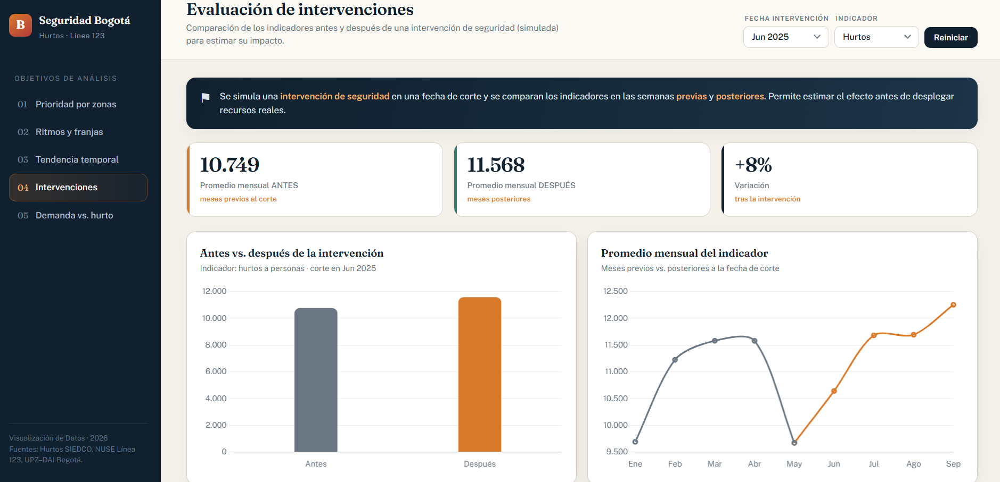 B
Seguridad Bogotá
Hurtos · Línea 123
OBJETIVOS DE ANÁLISIS
01 Prioridad por zonas
02 Ritmos y franjas
03 Tendencia temporal
04 Intervenciones
05 Demanda vs. hurto
Visualización de Datos · 2026
Fuentes: Hurtos SIEDCO, NUSE Línea
123, UPZ–DAI Bogotá.
Evaluación de intervenciones
Comparación de los indicadores antes y después de una intervención de seguridad (simulada)
para estimar su impacto.
FECHA INTERVENCIÓN INDICADOR
Jun 2025 Hurtos Reiniciar
Se simula una intervención de seguridad en una fecha de corte y se comparan los indicadores en las semanas previas y posteriores. Permite estimar el efecto antes de desplegar
recursos reales.
10.749
Promedio mensual ANTES
meses previos al corte
11.568
Promedio mensual DESPUÉS
meses posteriores
+8%
Variación
tras la intervención
Antes vs. después de la intervención
Indicador: hurtos a personas · corte en Jun 2025
12.000
10.000
8.000
6.000
4.000
2.000
0
Antes Después
Promedio mensual del indicador
Meses previos vs. posteriores a la fecha de corte
12.500
12.000
11.500
11.000
10.500
10.000
9.500
Ene Feb Mar Abr May Jun Jul Ago Sep